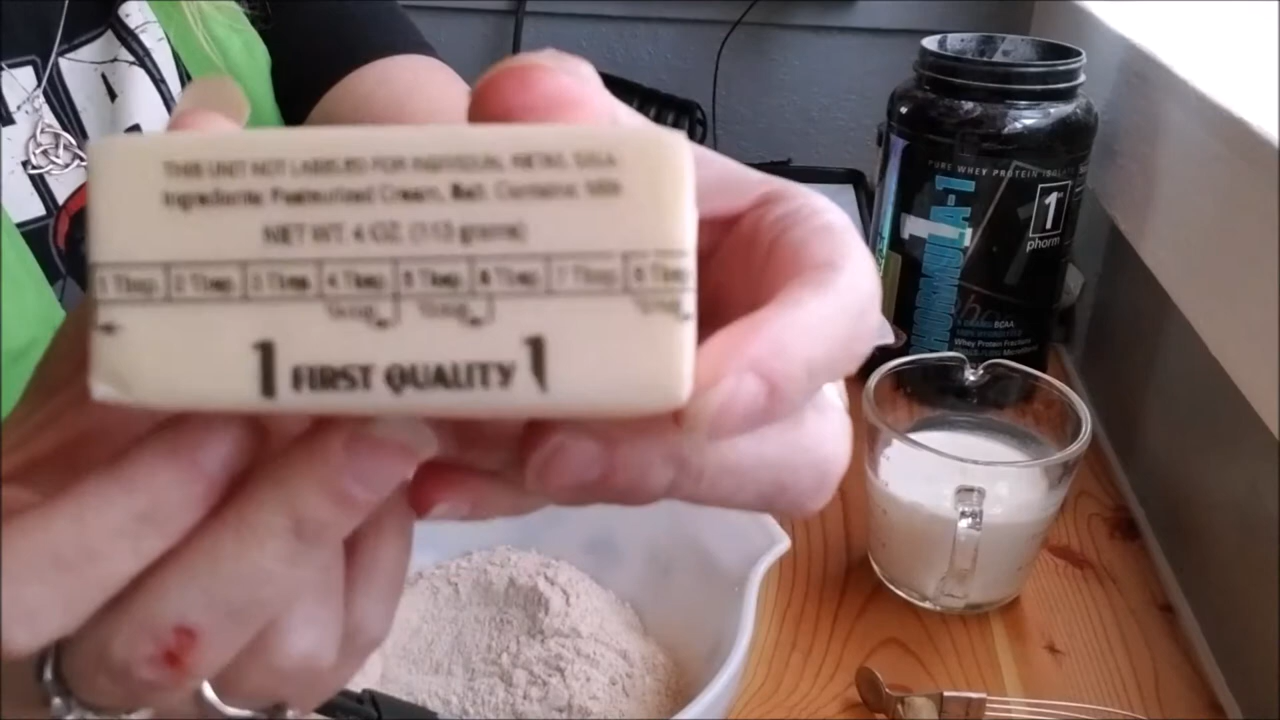 THIS UNIT NOT LABELED FOR INDIVIDUAL RETAIL SALE
Ingredients: Pasteurized Cream, Salt. Contains: Milk
NET WT. 4 OZ. (113 grams)
1 Tbsp 2 Tbsp 3 Tbsp 4 Tbsp 5 Tbsp 6 Tbsp 7 Tbsp 8 Tbsp
1 FIRST QUALITY 1
PURE WHEY PROTEIN ISOLATE
PHORMULA-1
1
phorm
BCAA
Whey Protein Fractions